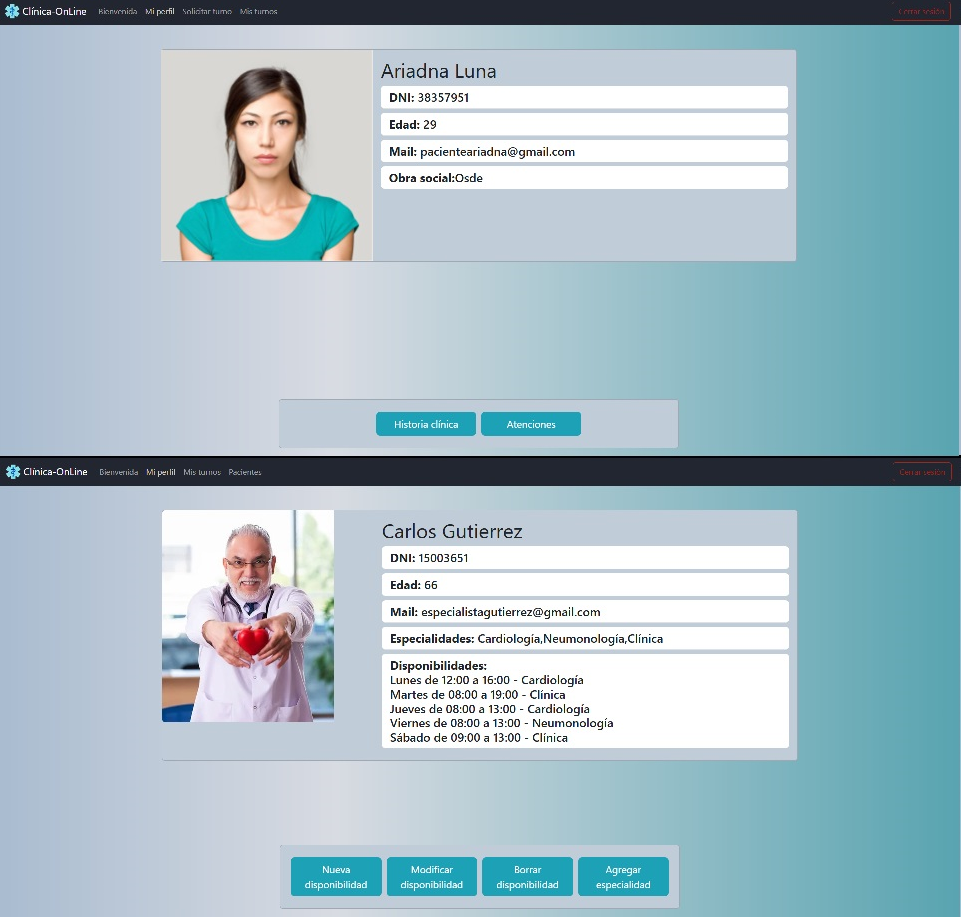 Clínica-OnLine Bienvenida Mi perfil Solicitar turno Mis turnos Cerrar sesión
Ariadna Luna
DNI: 38357951
Edad: 29
Mail: pacienteariadna@gmail.com
Obra social:Osde
Historia clínica Atenciones
Clínica-OnLine Bienvenida Mi perfil Mis turnos Pacientes Cerrar sesión
Carlos Gutierrez
DNI: 15003651
Edad: 66
Mail: especialistagutierrez@gmail.com
Especialidades: Cardiología,Neumonología,Clínica
Disponibilidades:
Lunes de 12:00 a 16:00 - Cardiología
Martes de 08:00 a 19:00 - Clínica
Jueves de 08:00 a 13:00 - Cardiología
Viernes de 08:00 a 13:00 - Neumonología
Sábado de 09:00 a 13:00 - Clínica
Nueva disponibilidad
Modificar disponibilidad
Borrar disponibilidad
Agregar especialidad